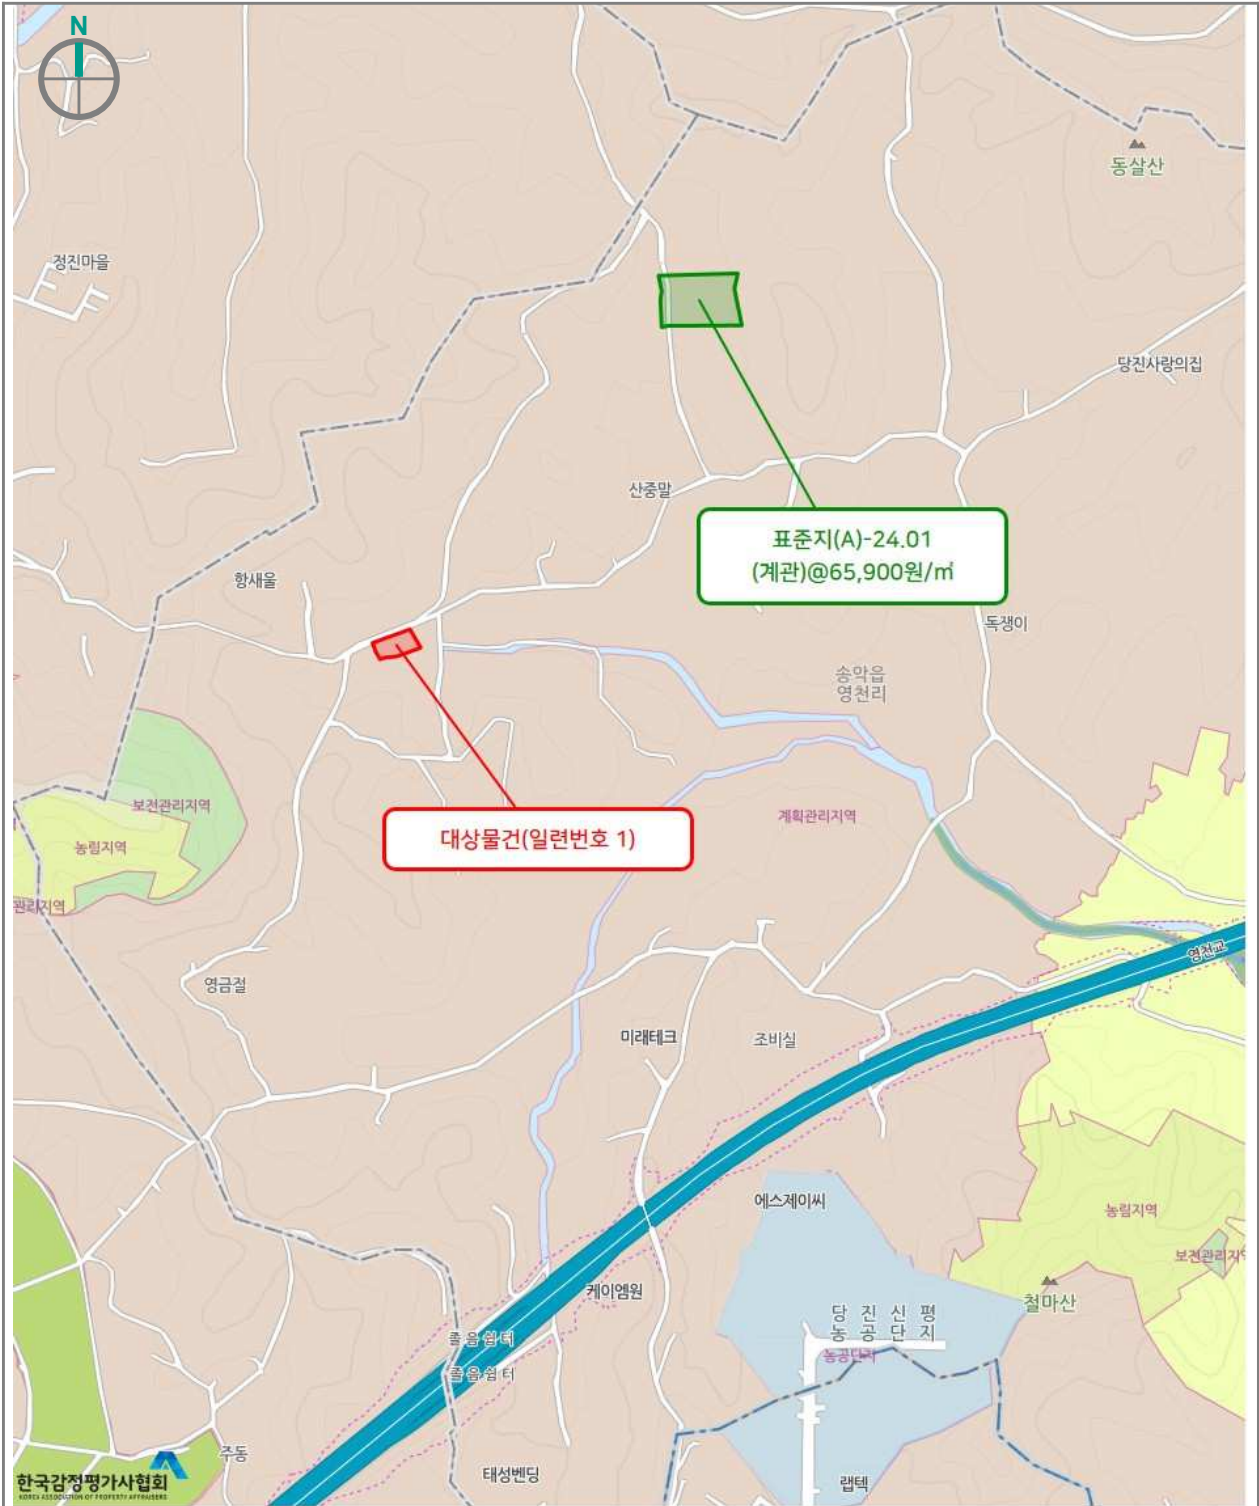 N
동살산
정진마을
당진사랑의집
산중말
표준지(A)-24.01
(계관)@65,900원/㎡
항새울
독쟁이
송악읍
영천리
보전관리지역
계획관리지역
대상물건(일련번호 1)
농림지역
관리지역
영천교
영금절
미래테크
조비실
에스제이씨
농림지역
보전관리지역
케이엠원
철마산
당 진 신 평
농 공 단 지
졸음쉼터
농공단지
졸음쉼터
주동
한국감정평가사협회
KOREA ASSOCIATION OF PROPERTY APPRAISERS
태성벤딩
랩텍